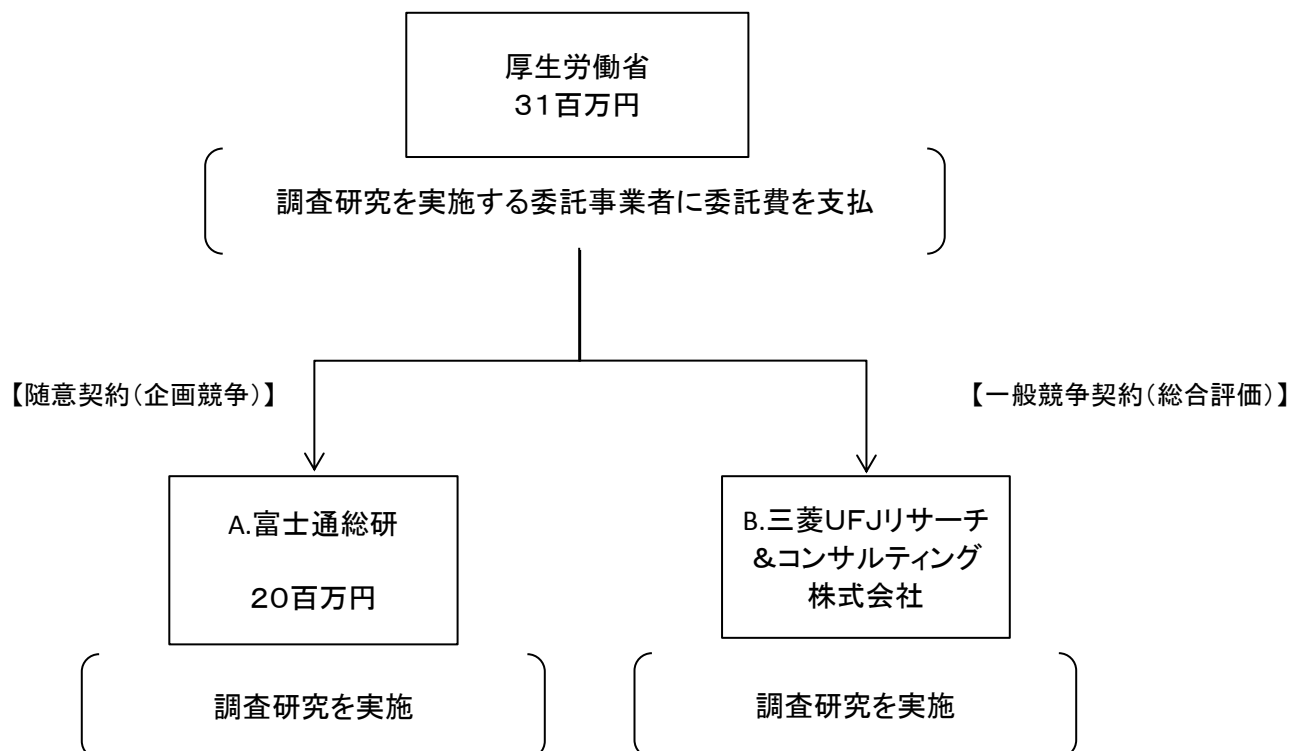 厚生労働省
31百万円
調査研究を実施する委託事業者に委託費を支払
【随意契約(企画競争)】
【一般競争契約(総合評価)】
A.富士通総研
20百万円
B.三菱UFJリサーチ
&コンサルティング
株式会社
調査研究を実施
調査研究を実施